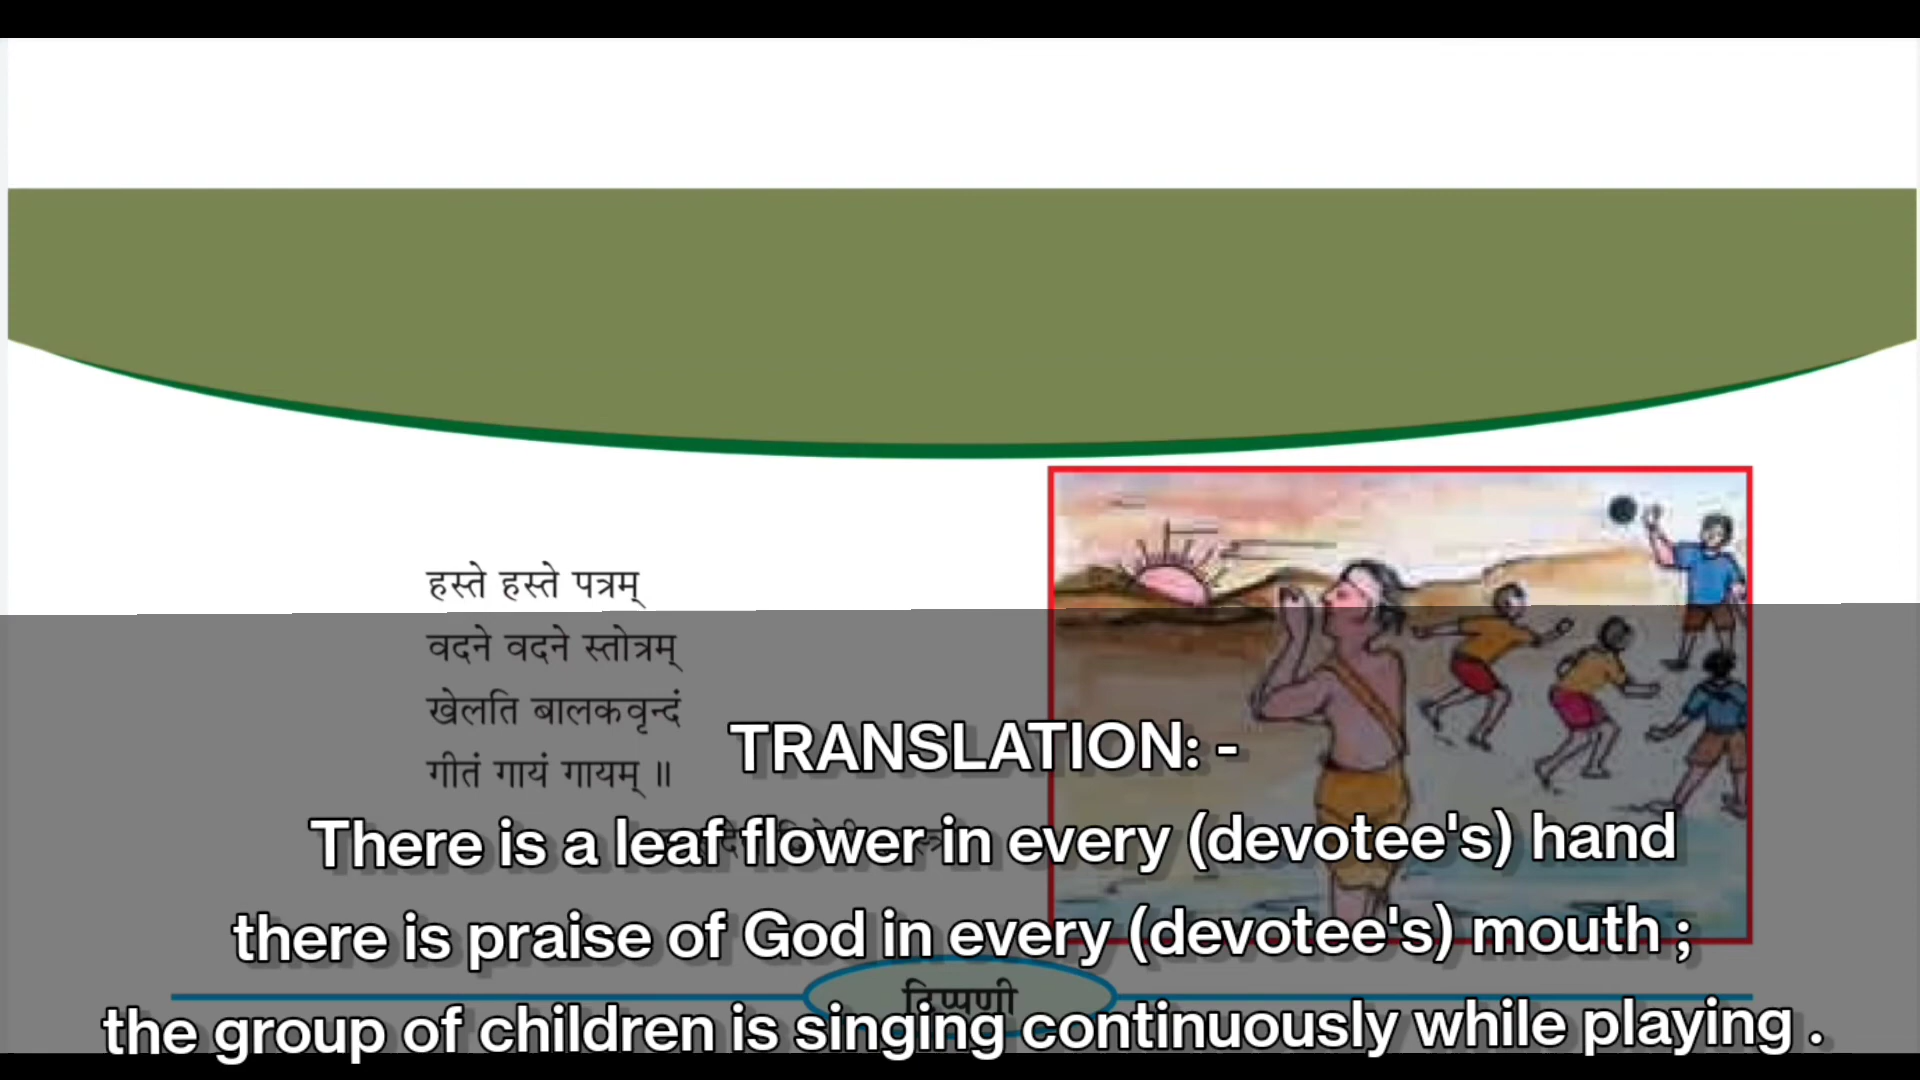 हस्ते हस्ते पत्रम्
वदने वदने स्तोत्रम्
खेलति बालकवृन्दं
गीतं गायं गायम् ॥
TRANSLATION: -
There is a leaf flower in every (devotee's) hand
there is praise of God in every (devotee's) mouth ;
टिप्पणी
the group of children is singing continuously while playing .